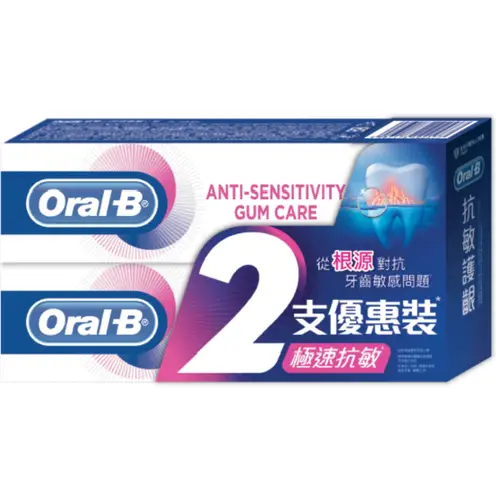 Oral-B®
ANTI-SENSITIVITY
GUM CARE
從根源對抗
牙齒敏感問題
Oral-B®
2
支優惠裝*
極速抗敏^
Oral-B
抗敏護齦